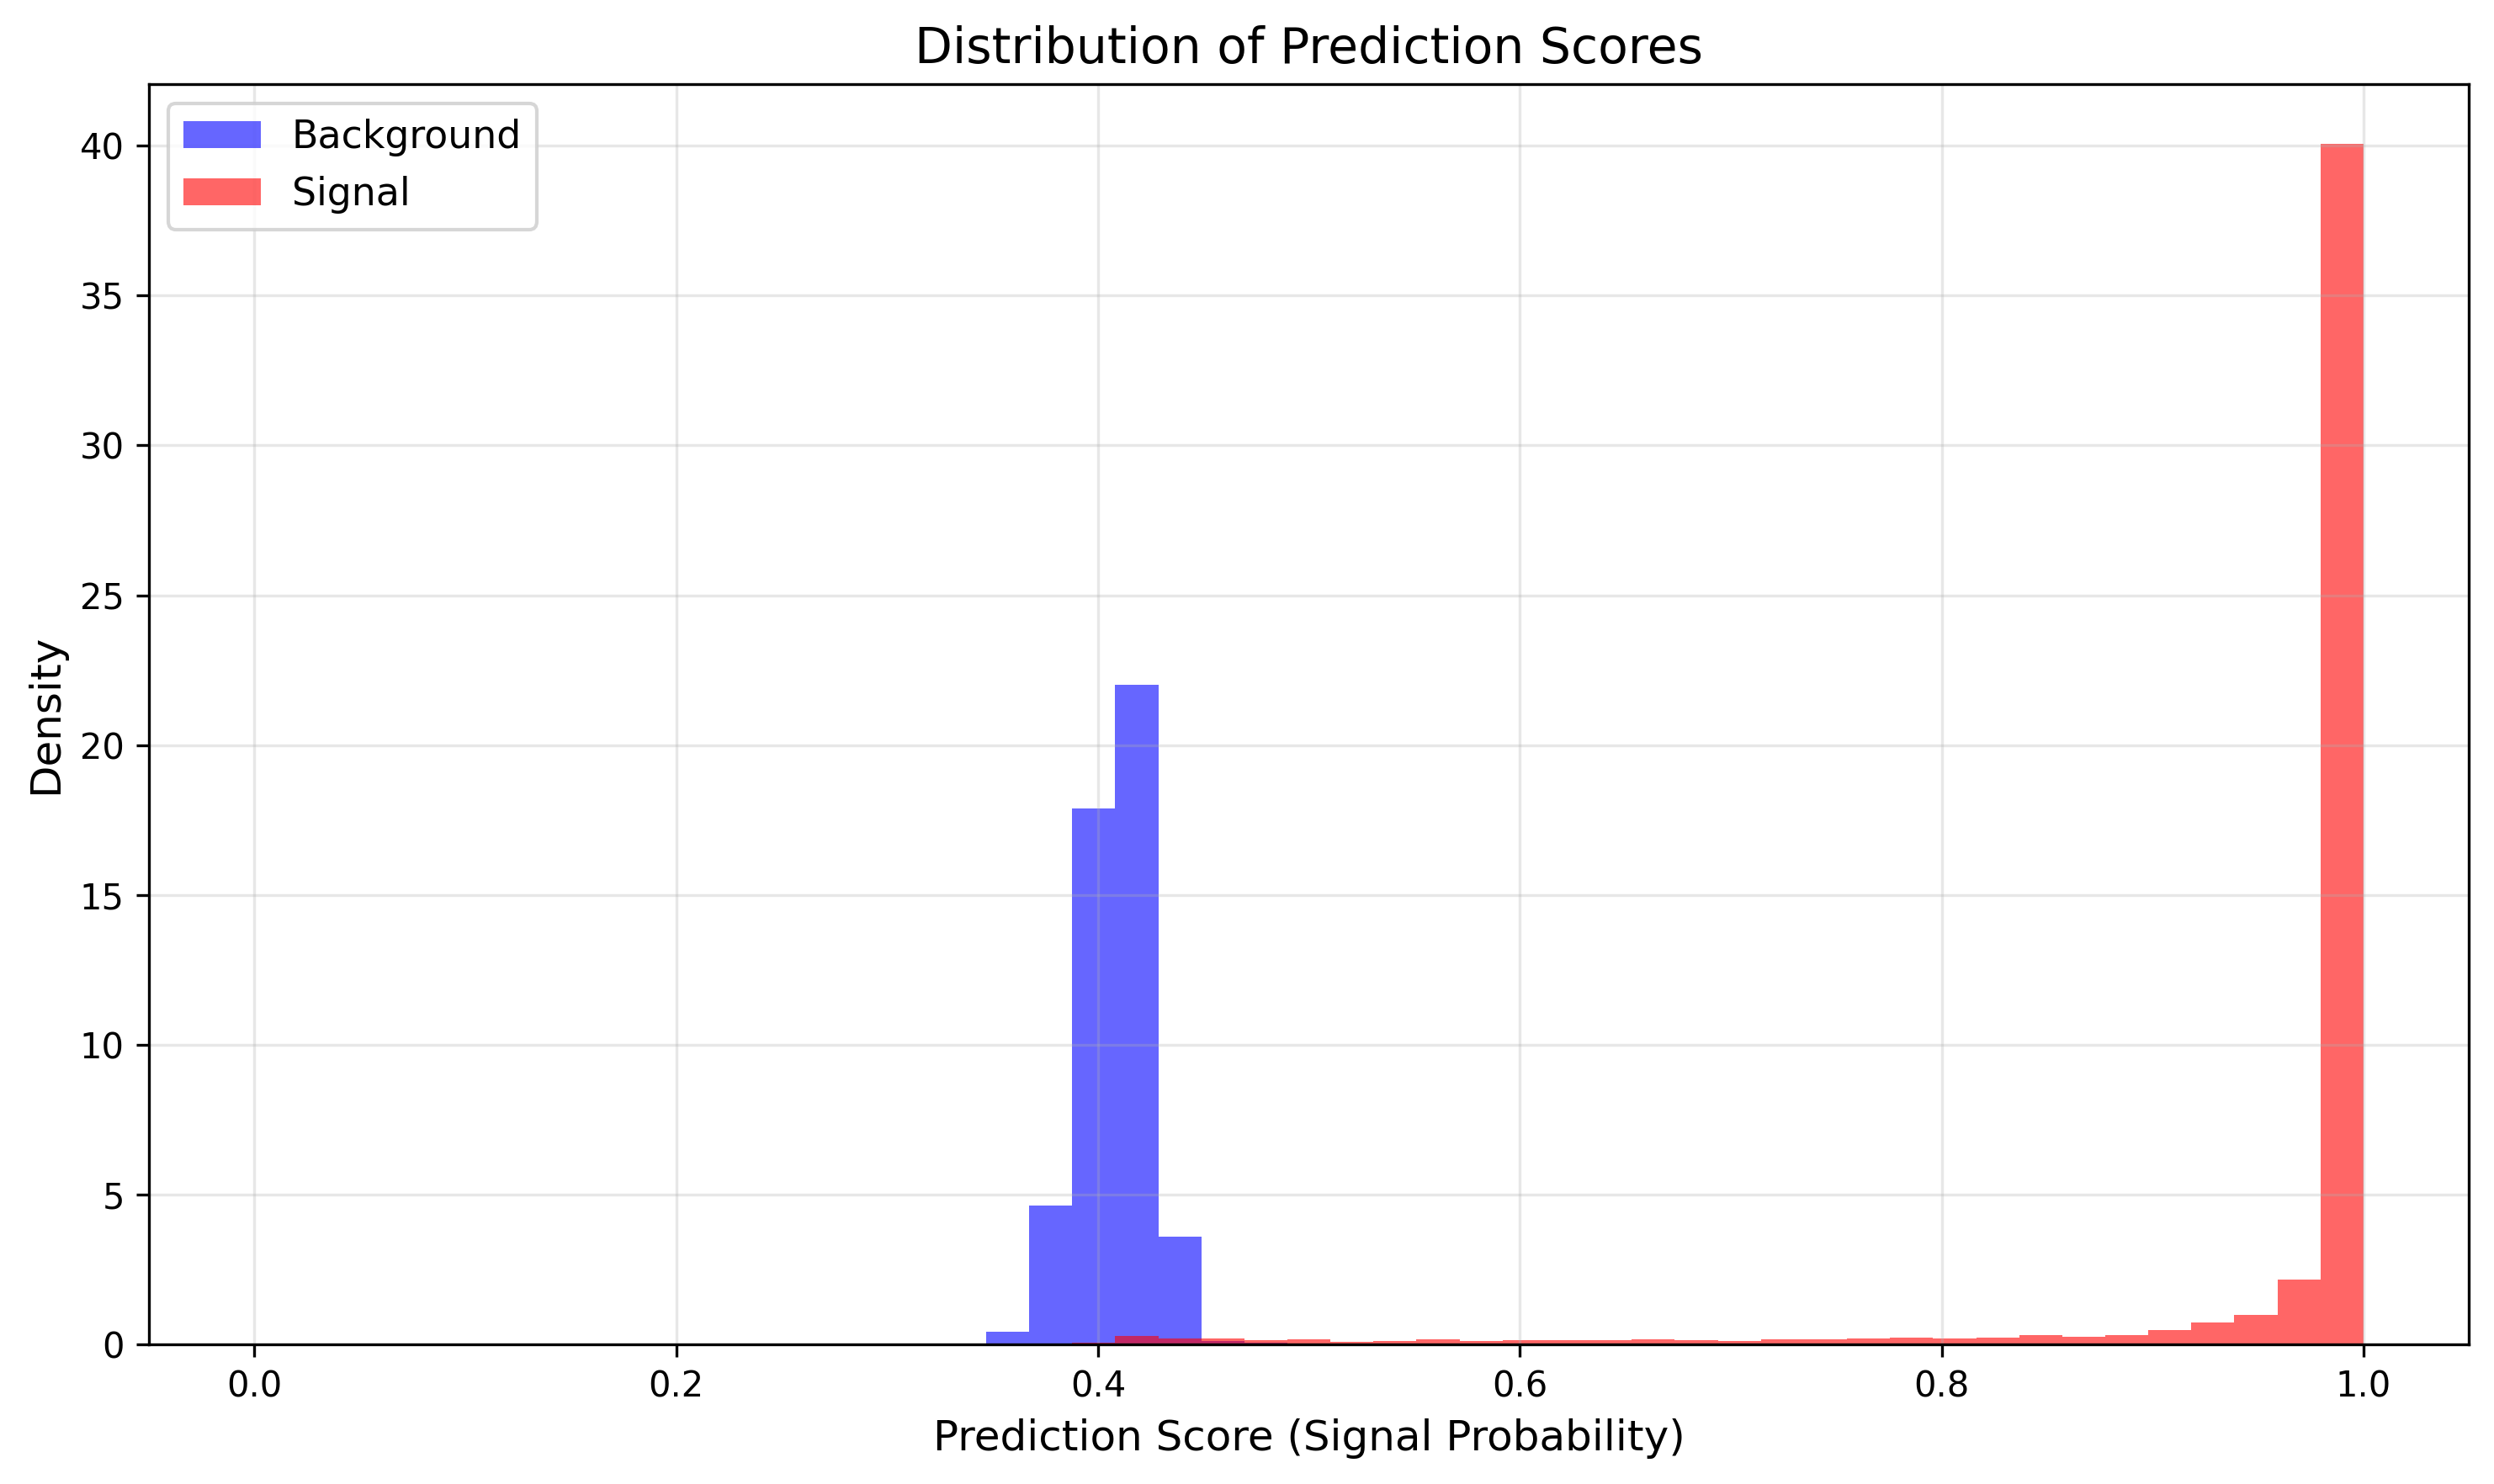 Distribution of Prediction Scores
Background
Signal
40
35
30
25
20
15
10
5
0
Density
0.0 0.2 0.4 0.6 0.8 1.0
Prediction Score (Signal Probability)